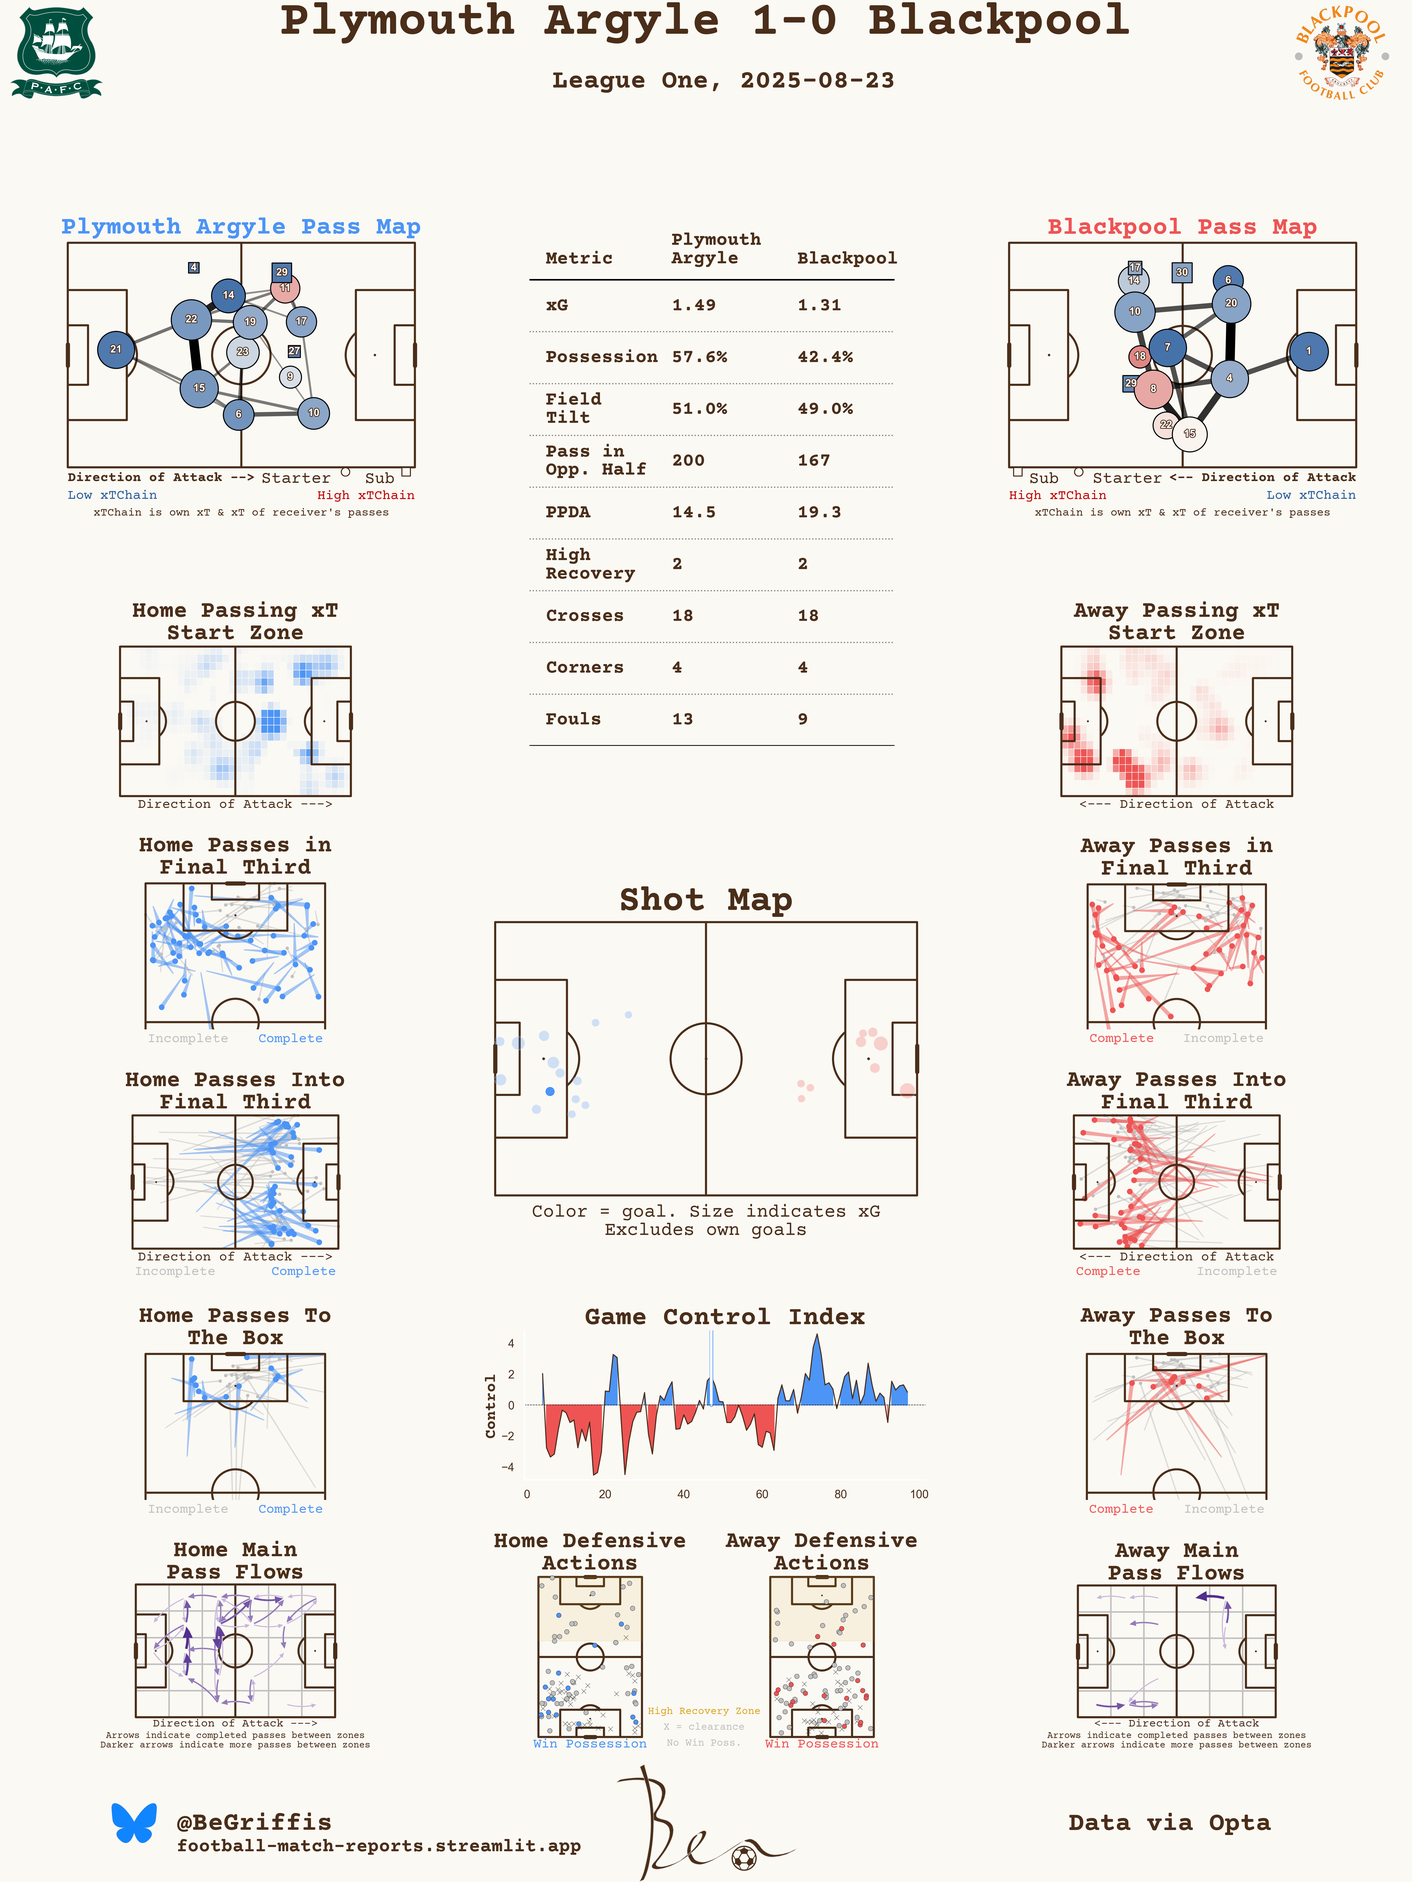 Plymouth Argyle 1-0 Blackpool
League One, 2025-08-23
P·A·F·C
BLACKPOOL
FOOTBALL CLUB
Plymouth Argyle Pass Map
4
29
11
14
22
19
17
21
23
27
9
15
6
10
Direction of Attack --> Starter Sub
Low xTChain High xTChain
xTChain is own xT & xT of receiver's passes
Metric Plymouth Argyle Blackpool
xG 1.49 1.31
Possession 57.6% 42.4%
Field Tilt 51.0% 49.0%
Pass in Opp. Half 200 167
PPDA 14.5 19.3
High Recovery 2 2
Crosses 18 18
Corners 4 4
Fouls 13 9
Blackpool Pass Map
17
14
30
6
10
20
7
18
1
29
8
4
22
15
Sub Starter <-- Direction of Attack
High xTChain Low xTChain
xTChain is own xT & xT of receiver's passes
Home Passing xT
Start Zone
Direction of Attack --->
Away Passing xT
Start Zone
<--- Direction of Attack
Home Passes in
Final Third
Incomplete Complete
Away Passes in
Final Third
Complete Incomplete
Shot Map
Color = goal. Size indicates xG
Excludes own goals
Home Passes Into
Final Third
Direction of Attack --->
Incomplete Complete
Away Passes Into
Final Third
<--- Direction of Attack
Complete Incomplete
Home Passes To
The Box
Incomplete Complete
Game Control Index
Control
4
2
0
−2
−4
0 20 40 60 80 100
Away Passes To
The Box
Complete Incomplete
Home Main
Pass Flows
Direction of Attack --->
Arrows indicate completed passes between zones
Darker arrows indicate more passes between zones
Home Defensive
Actions
Win Possession
High Recovery Zone
X = clearance
No Win Poss.
Away Defensive
Actions
Win Possession
Away Main
Pass Flows
<--- Direction of Attack
Arrows indicate completed passes between zones
Darker arrows indicate more passes between zones
@BeGriffis
football-match-reports.streamlit.app
Ben
Data via Opta